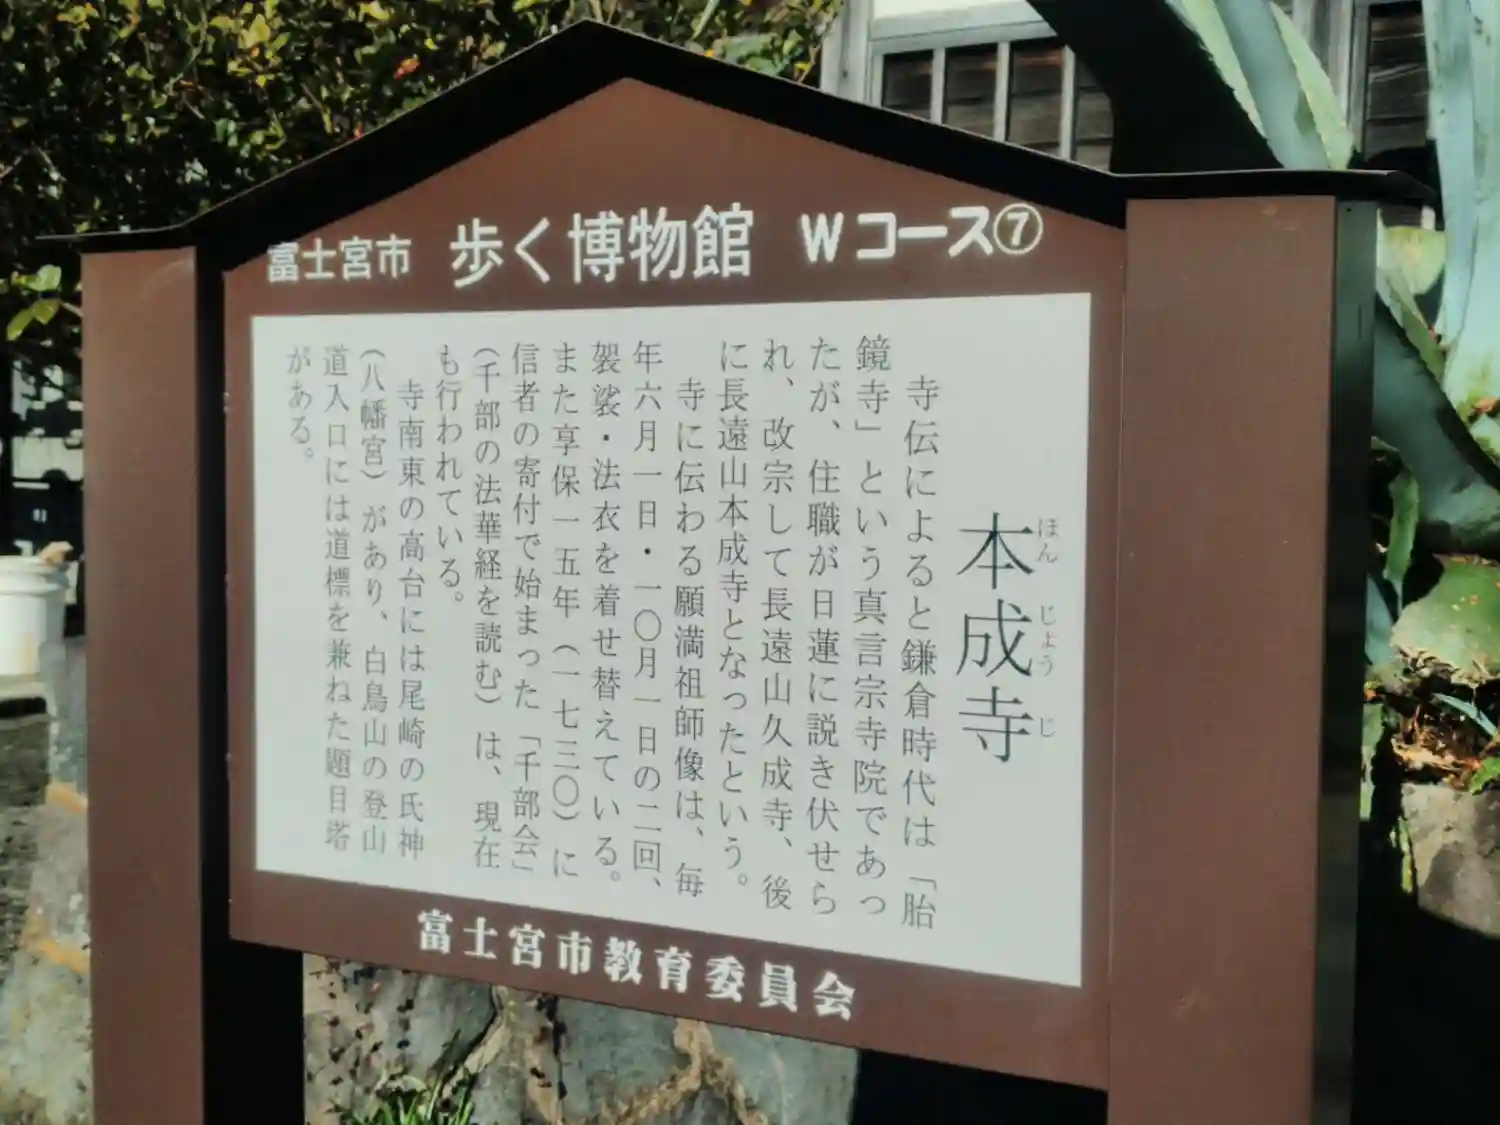 富士宮市 歩く博物館 Wコース⑦
本成寺
ほん じょう じ
寺伝によると鎌倉時代は「胎
鏡寺」という真言宗寺院であっ
たが、住職が日蓮に説き伏せら
れ、改宗して長遠山久成寺、後
に長遠山本成寺となったという。
寺に伝わる願満祖師像は、毎
年六月一日・一〇月一日の二回、
袈裟・法衣を着せ替えている。
また享保一五年（一七三〇）に
信者の寄付で始まった「千部会」
（千部の法華経を読む）は、現在
も行われている。
寺南東の高台には尾崎の氏神
（八幡宮）があり、白鳥山の登山
道入口には道標を兼ねた題目塔
がある。
富士宮市教育委員会